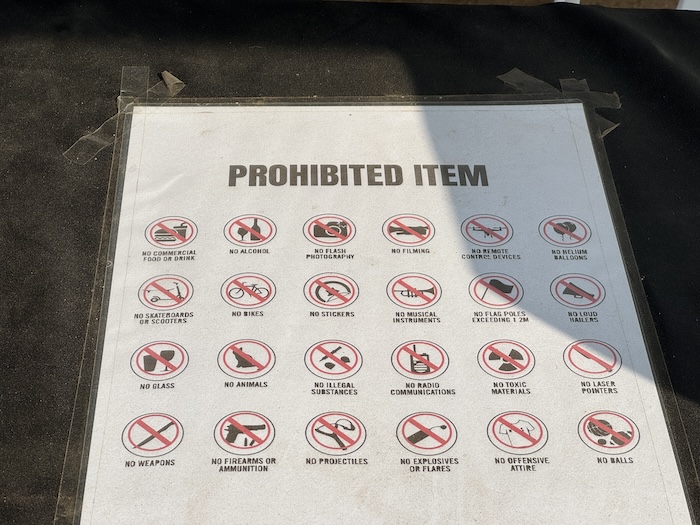 PROHIBITED ITEM
NO COMMERCIAL
FOOD OR DRINK
NO ALCOHOL
NO FLASH
PHOTOGRAPHY
NO FILMING
NO REMOTE
CONTROL DEVICES
NO HELIUM
BALLOONS
NO SKATEBOARDS
OR SCOOTERS
NO BIKES
NO STICKERS
NO MUSICAL
INSTRUMENTS
NO FLAG POLES
EXCEEDING 1.2M
NO LOUD
HAILERS
NO GLASS
NO ANIMALS
NO ILLEGAL
SUBSTANCES
NO RADIO
COMMUNICATIONS
NO TOXIC
MATERIALS
NO LASER
POINTERS
NO WEAPONS
NO FIREARMS OR
AMMUNITION
NO PROJECTILES
NO EXPLOSIVES
OR FLARES
NO OFFENSIVE
ATTIRE
NO BALLS